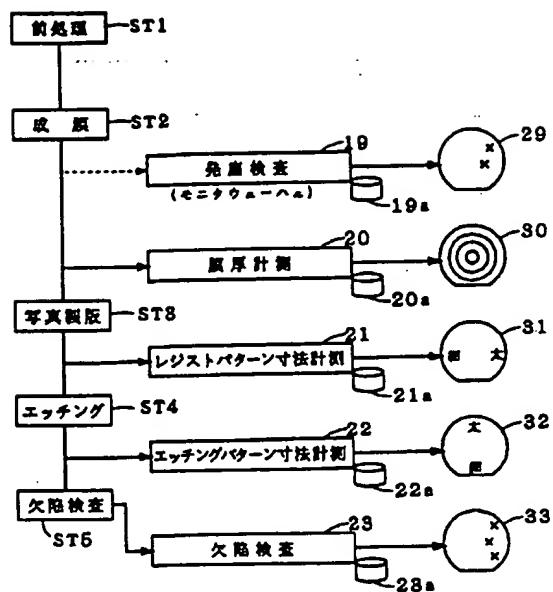 前処理
ST1
成膜
ST2
19
発塵検査
(モニタウェーハ)
19a
29
20
膜厚計測
20a
30
写真製版
ST3
21
レジストパターン寸法計測
21a
31
細 太
エッチング
ST4
22
エッチングパターン寸法計測
22a
32
太
細
欠陥検査
ST5
23
欠陥検査
23a
33